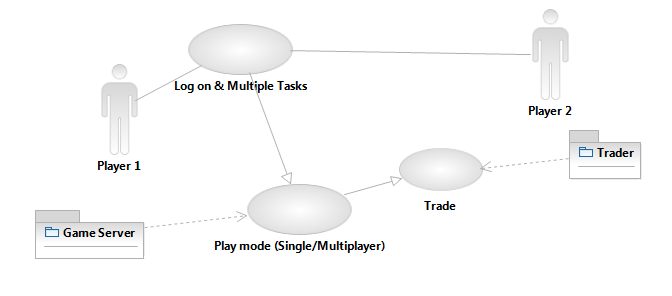 Log on & Multiple Tasks
Player 2
Player 1
Trader
Trade
Game Server
Play mode (Single/Multiplayer)